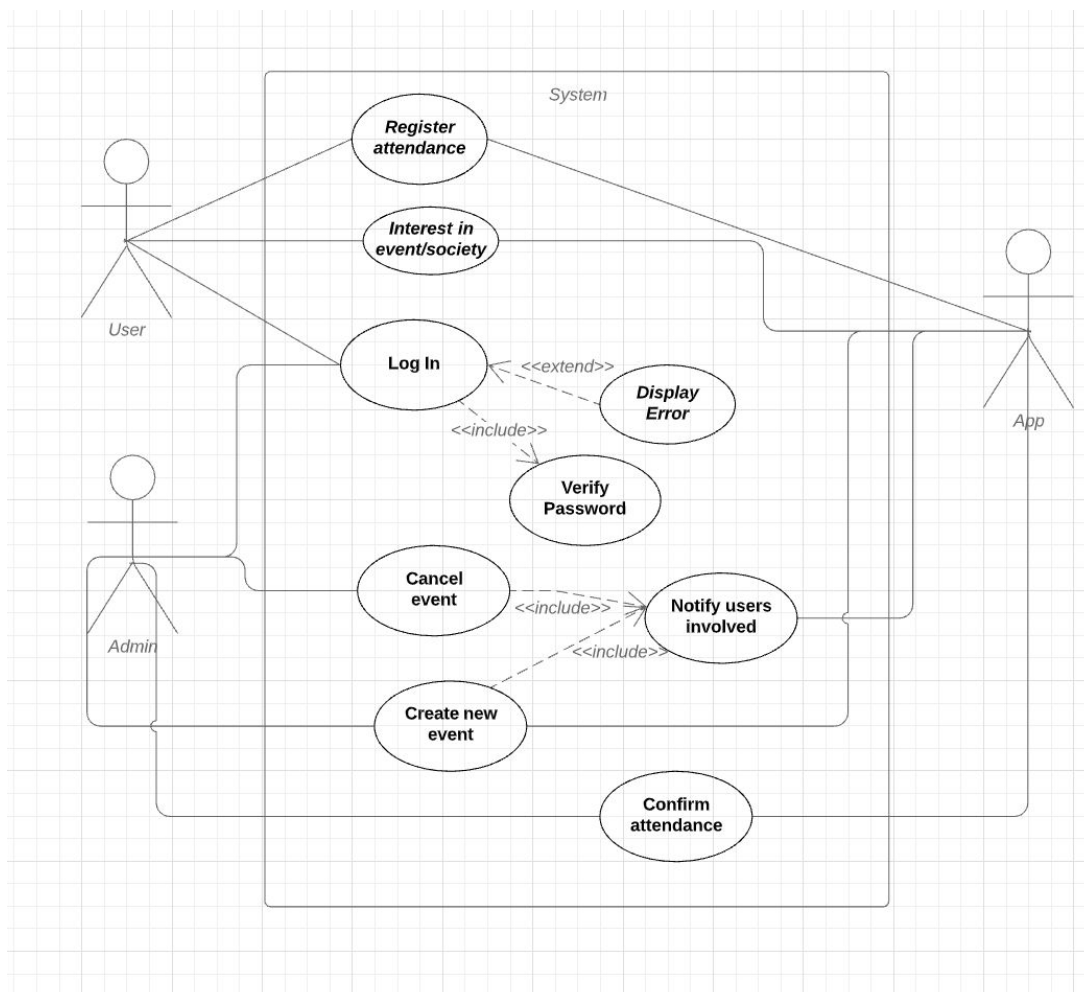 System
Register
attendance
Interest in
event/society
User
Log In
<<extend>>
Display
Error
App
<<include>>
Verify
Password
Cancel
event
<<include>>
Notify users
involved
Admin
<<include>>
Create new
event
Confirm
attendance